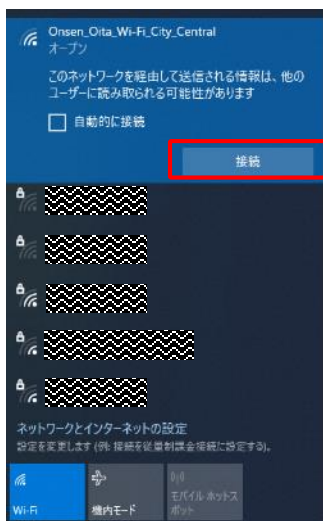 Onsen_Oita_Wi-Fi_City_Central
オープン
このネットワークを経由して送信される情報は、他の
ユーザーに読み取られる可能性があります
自動的に接続
接続
ネットワークとインターネットの設定
設定を変更します (例: 接続を従量制課金接続に設定する)。
Wi-Fi
機内モード
モバイル ホットス
ポット